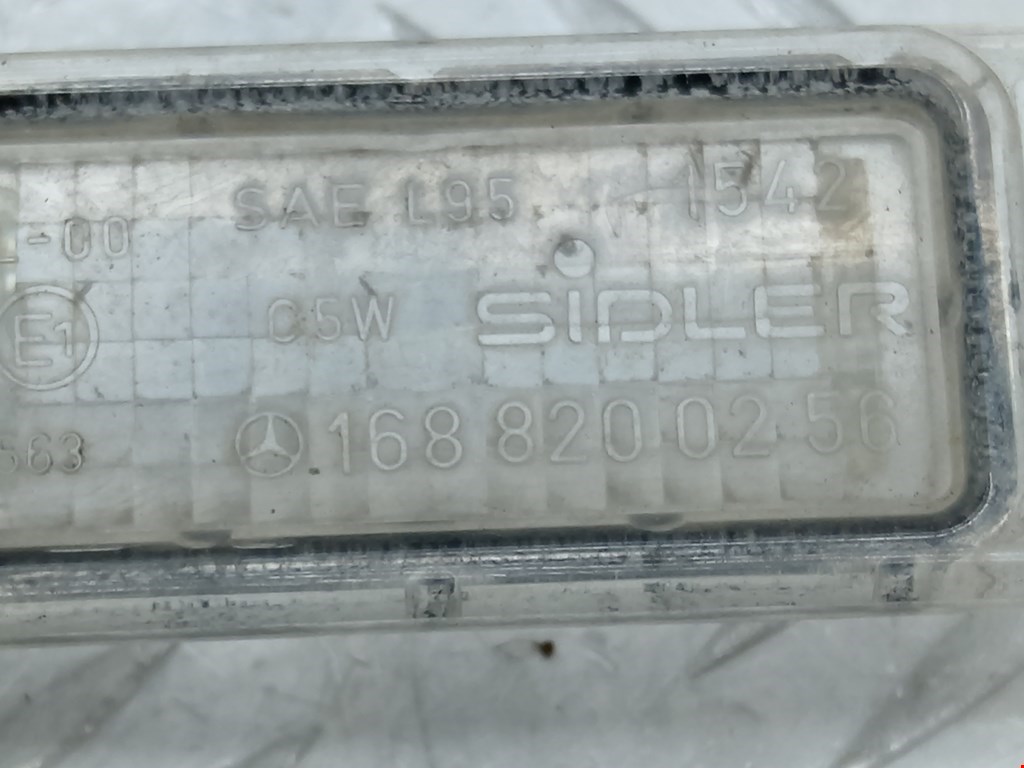 SAE L95 1542
-00
E1 C5W SiDLER
563 168 820 02 56